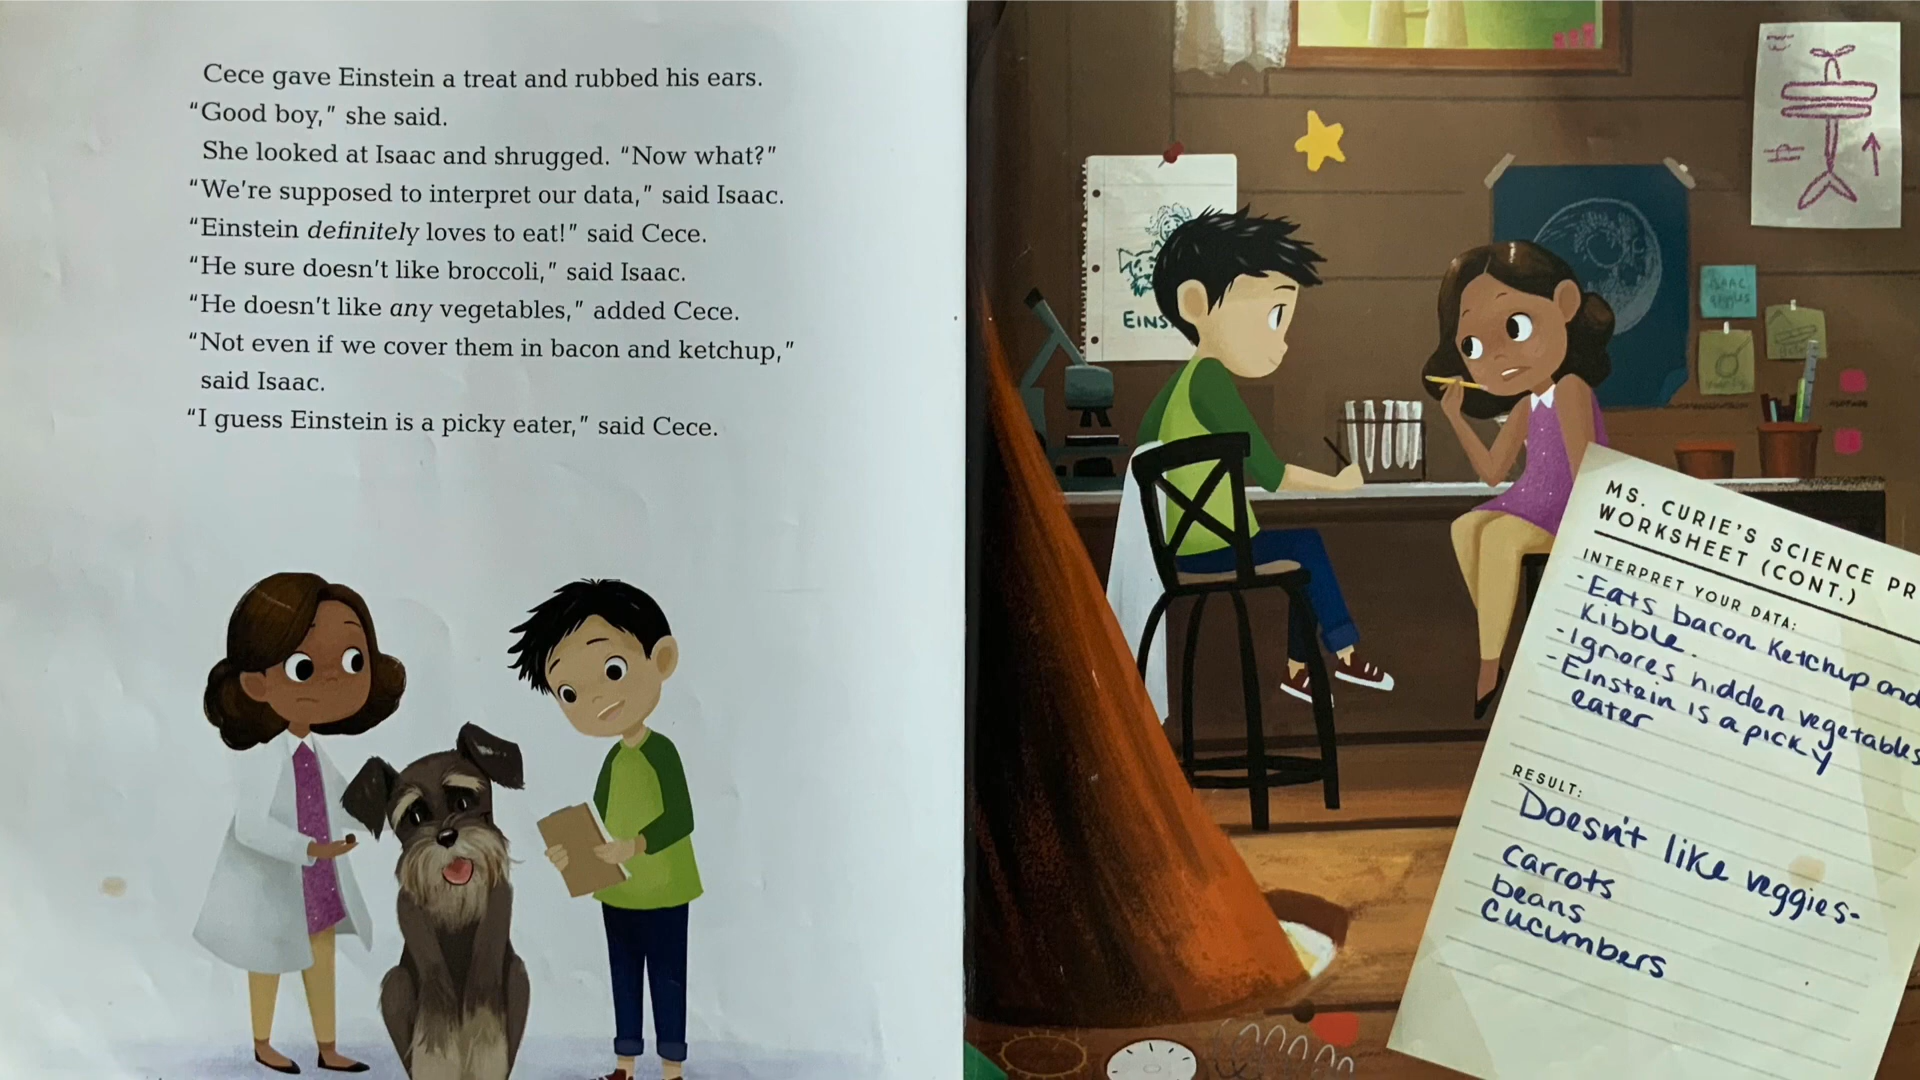 Cece gave Einstein a treat and rubbed his ears.
“Good boy,” she said.
She looked at Isaac and shrugged. “Now what?”
“We’re supposed to interpret our data,” said Isaac.
“Einstein definitely loves to eat!” said Cece.
“He sure doesn’t like broccoli,” said Isaac.
“He doesn’t like any vegetables,” added Cece.
“Not even if we cover them in bacon and ketchup,”
said Isaac.
“I guess Einstein is a picky eater,” said Cece.
EINS
MS. CURIE’S SCIENCE PR
WORKSHEET (CONT.)
INTERPRET YOUR DATA:
-Eats bacon Ketchup and
Kibble.
-Ignores hidden vegetables
-Einstein is a picky
eater
RESULT:
Doesn’t like veggies-
carrots
beans
cucumbers